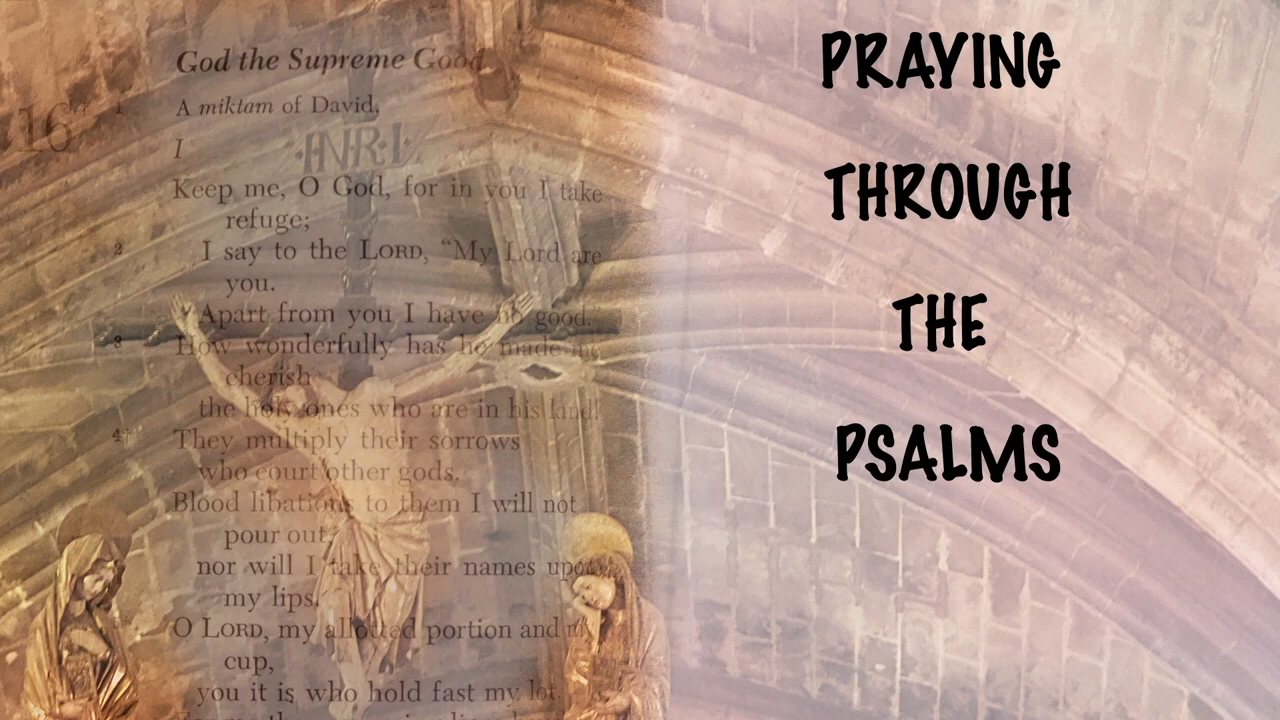 God the Supreme Good
16
1 A miktam of David.
I
INRI
Keep me, O God, for in you I take
refuge;
2 I say to the LORD, “My Lord are
you.
Apart from you I have no good.”
3 How wonderfully has he made me
cherish
the holy ones who are in his land!
4† They multiply their sorrows
who court other gods.
Blood libations to them I will not
pour out,
nor will I take their names upon
my lips.
O LORD, my allotted portion and my
cup,
you it is who hold fast my lot.
PRAYING
THROUGH
THE
PSALMS